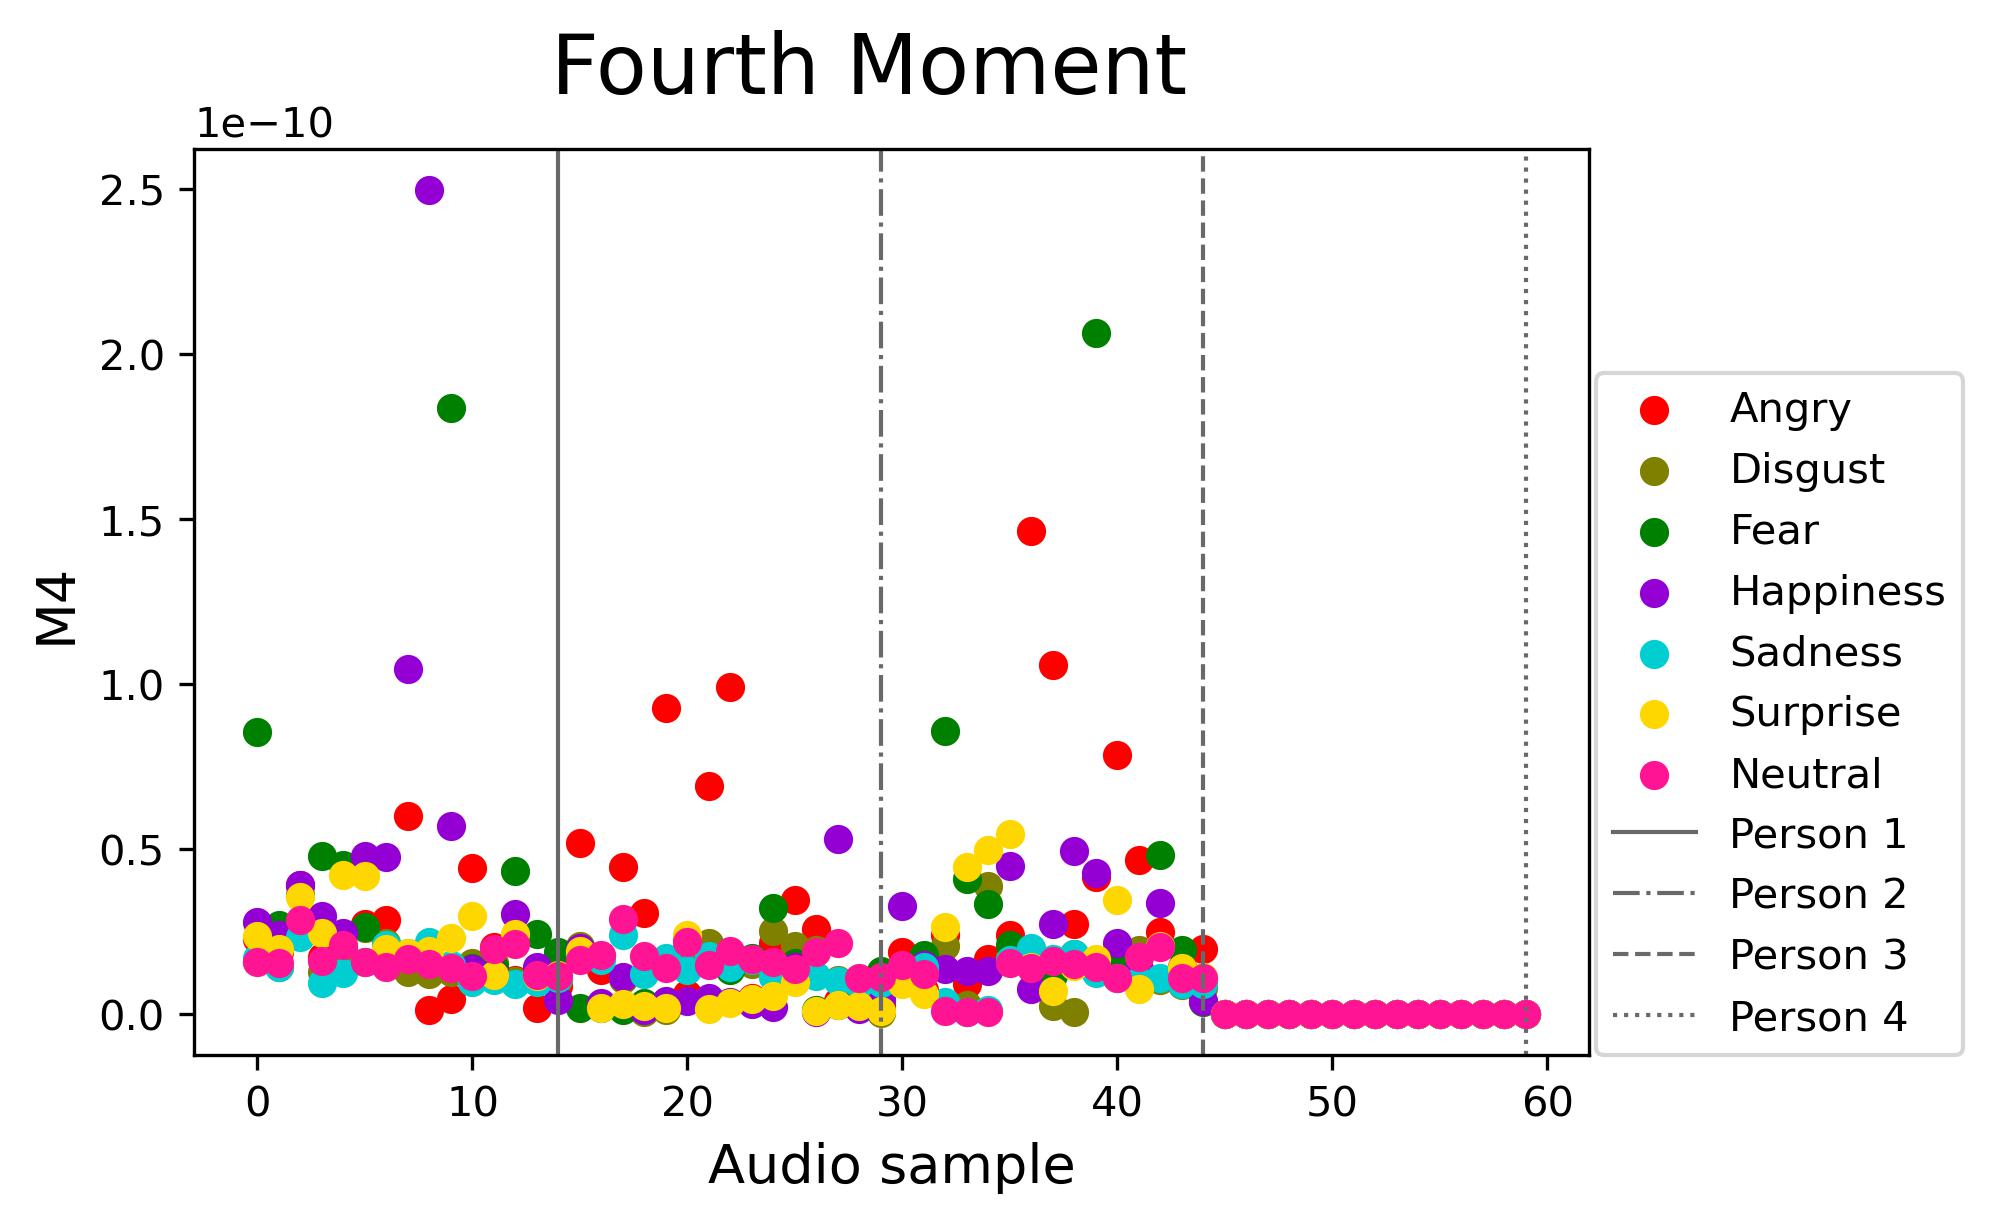 Fourth Moment
1e−10
2.5
2.0
1.5
1.0
0.5
0.0
M4
0 10 20 30 40 50 60
Audio sample
Angry
Disgust
Fear
Happiness
Sadness
Surprise
Neutral
Person 1
Person 2
Person 3
Person 4